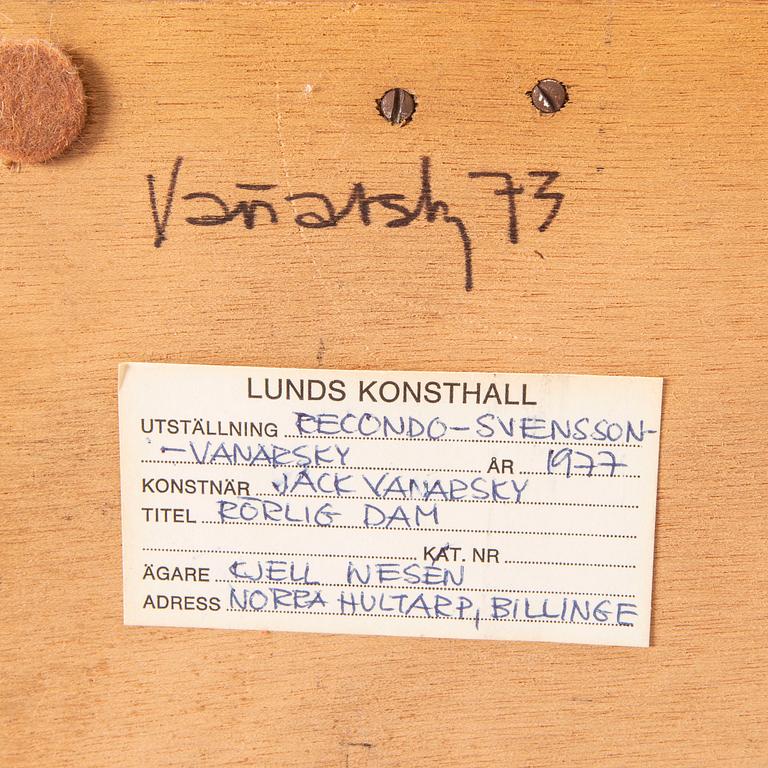 Vanarsky 73
LUNDS KONSTHALL
UTSTÄLLNING RECONDO-SVENSSON-
-VANARSKY ÅR 1977
KONSTNÄR JACK VANARSKY
TITEL RÖRLIG DAM
KAT. NR
ÄGARE KJELL NESÉN
ADRESS NORRA HULTARP, BILLINGE